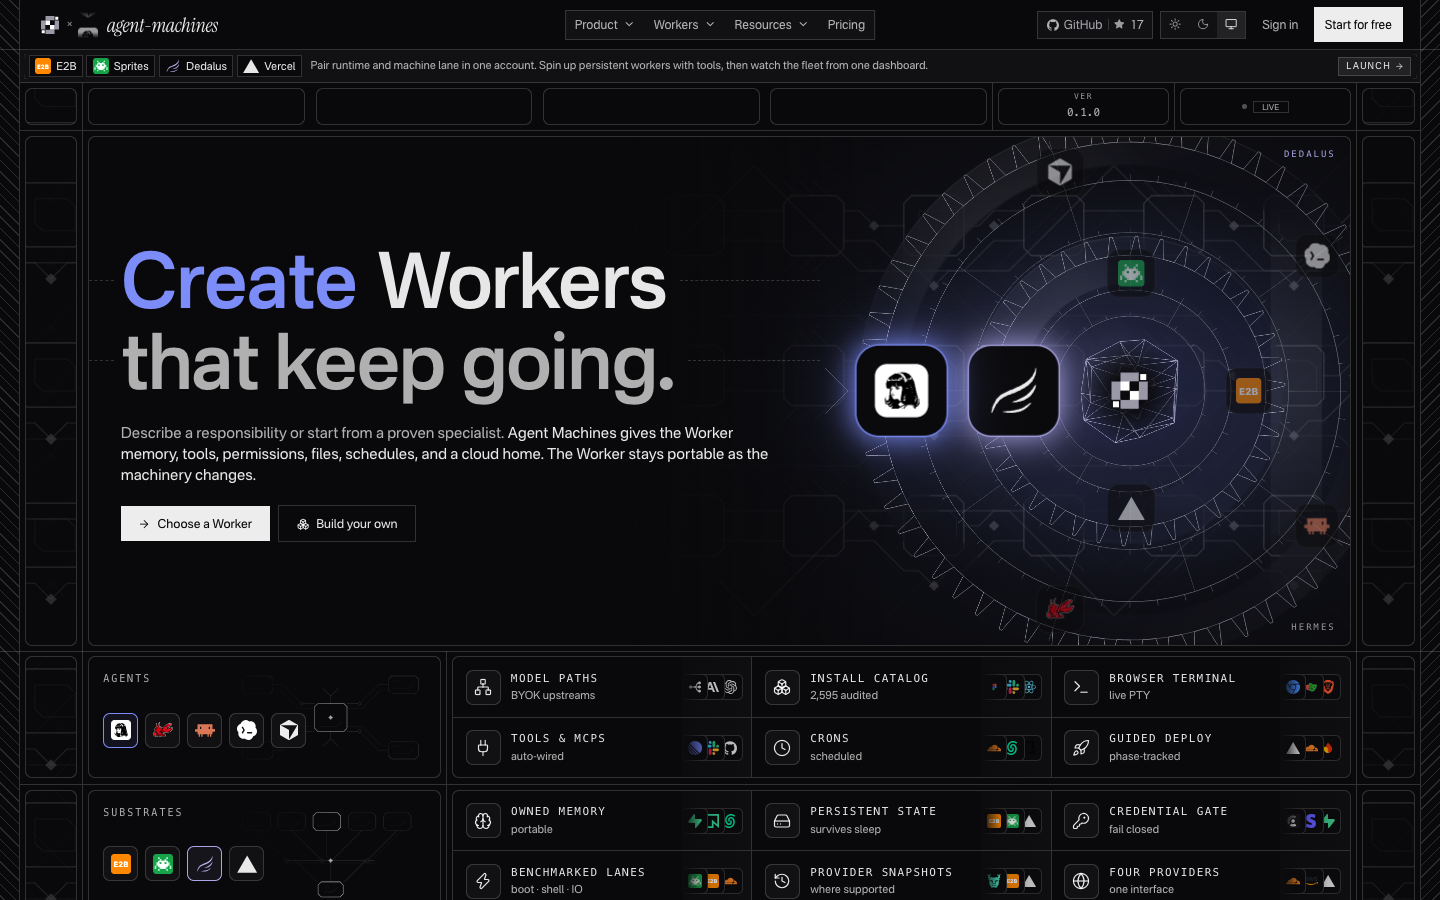 agent-machines
Product
Workers
Resources
Pricing
GitHub
17
Sign in
Start for free
E2B
E2B
Sprites
Dedalus
Vercel
Pair runtime and machine lane in one account. Spin up persistent workers with tools, then watch the fleet from one dashboard.
LAUNCH →
VER
0.1.0
LIVE
DEDALUS
Create Workers
that keep going.
Describe a responsibility or start from a proven specialist. Agent Machines gives the Worker
memory, tools, permissions, files, schedules, and a cloud home. The Worker stays portable as the
machinery changes.
→ Choose a Worker
Build your own
E2B
HERMES
AGENTS
MODEL PATHS
BYOK upstreams
INSTALL CATALOG
2,595 audited
BROWSER TERMINAL
live PTY
TOOLS & MCPS
auto-wired
CRONS
scheduled
GUIDED DEPLOY
phase-tracked
SUBSTRATES
E2B
OWNED MEMORY
portable
PERSISTENT STATE
survives sleep
E2B
CREDENTIAL GATE
fail closed
BENCHMARKED LANES
boot · shell · IO
E2B
PROVIDER SNAPSHOTS
where supported
E2B
FOUR PROVIDERS
one interface